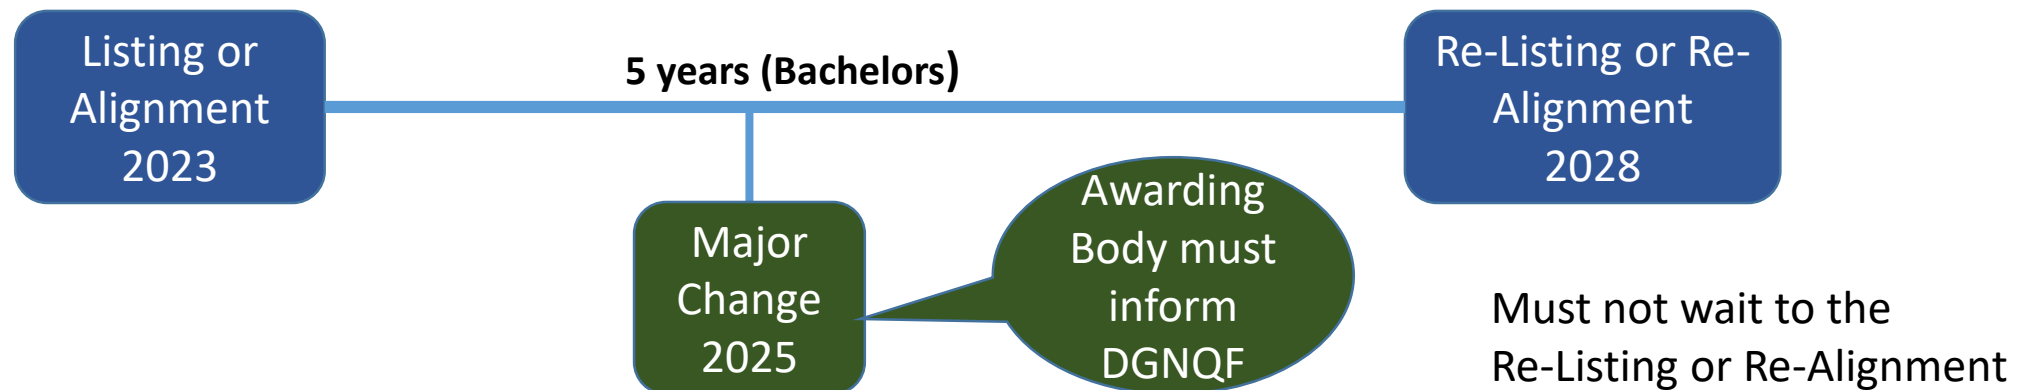 Listing or
Alignment
2023
5 years (Bachelors)
Re-Listing or Re-
Alignment
2028
Major
Change
2025
Awarding
Body must
inform
DGNQF
Must not wait to the
Re-Listing or Re-Alignment